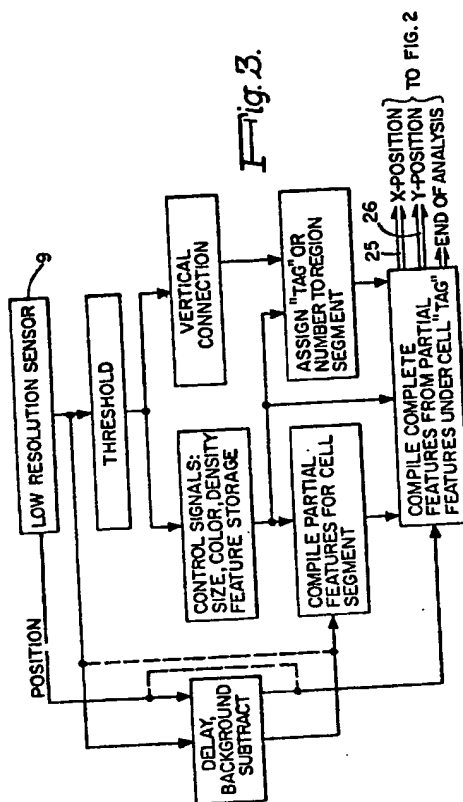 Fig. 3.
LOW RESOLUTION SENSOR
9
POSITION
THRESHOLD
DELAY,
BACKGROUND
SUBTRACT
CONTROL SIGNALS:
SIZE, COLOR, DENSITY
FEATURE STORAGE
VERTICAL
CONNECTION
COMPILE PARTIAL
FEATURES FOR CELL
SEGMENT
ASSIGN "TAG" OR
NUMBER TO REGION
SEGMENT
COMPILE COMPLETE
FEATURES FROM PARTIAL
FEATURES UNDER CELL "TAG"
25
X-POSITION
26
Y-POSITION
TO FIG. 2
END OF ANALYSIS